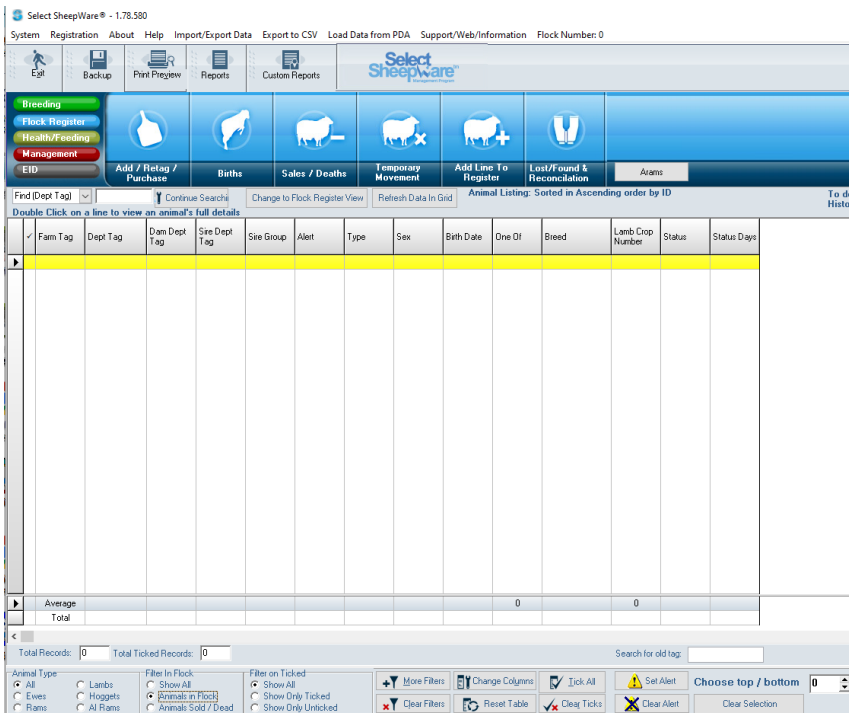 Select SheepWare® - 1.78.580
System Registration About Help Import/Export Data Export to CSV Load Data from PDA Support/Web/Information Flock Number: 0
Exit Backup Print Preview Reports Custom Reports
Select
SheepWare™
Management Program
Breeding
Flock Register
Health/Feeding
Management
EID
Add / Retag /
Purchase
Births
Sales / Deaths
Temporary
Movement
Add Line To
Register
Lost/Found &
Reconcilation
Arams
Find (Dept Tag) Continue Searchi Change to Flock Register View Refresh Data In Grid Animal Listing: Sorted in Ascending order by ID To d
Double Click on a line to view an animal's full details Histo
✓ Farm Tag Dept Tag Dam Dept Tag Sire Dept Tag Sire Group Alert Type Sex Birth Date One Of Breed Lamb Crop Number Status Status Days
Average 0 0
Total
Total Records: 0 Total Ticked Records: 0 Search for old tag:
Animal Type Filter In Flock Filter on Ticked
All Lambs Show All Show All More Filters Change Columns Tick All Set Alert Choose top / bottom 0
Ewes Hoggets Animals in Flock Show Only Ticked
Rams AI Rams Animals Sold / Dead Show Only Unticked Clear Filters Reset Table Clear Ticks Clear Alert Clear Selection